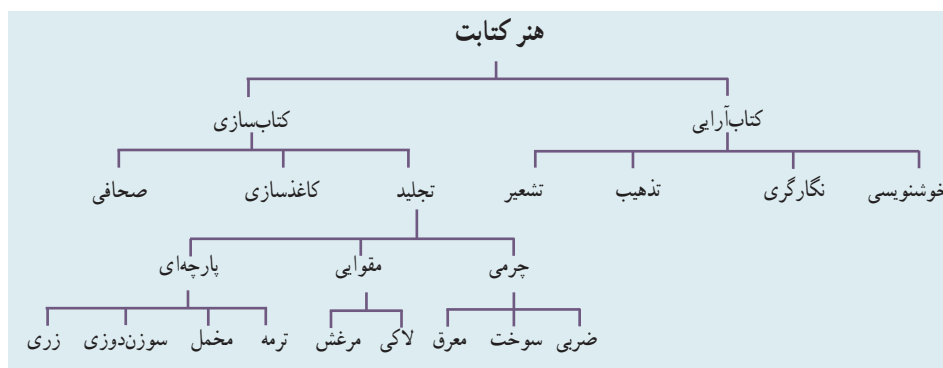 هنر کتابت
کتاب‌آرایی کتاب‌سازی
خوشنویسی نگارگری تذهیب تشعیر تجلید کاغذسازی صحافی
چرمی مقوایی پارچه‌ای
ضربی سوخت معرق لاکی مرغش ترمه مخمل سوزن‌دوزی زری